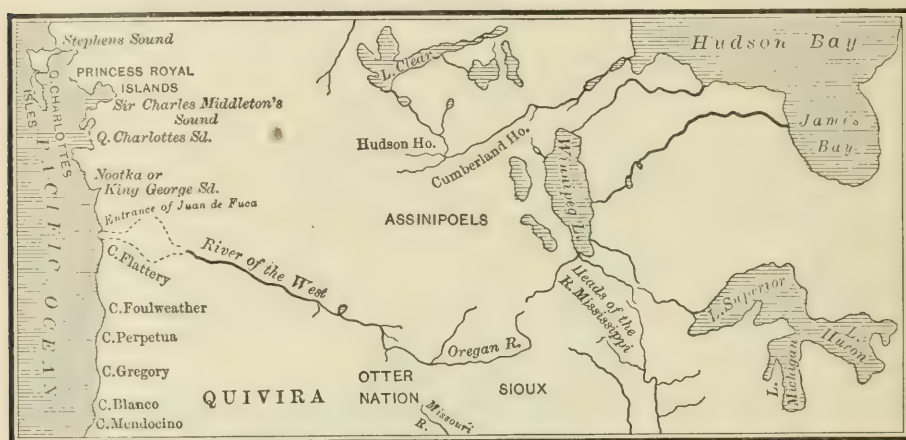 Stephens Sound
Q. CHARLOTTES
ISLES
PRINCESS ROYAL
ISLANDS
Sir Charles Middleton's
Sound
Q. Charlottes Sd.
Nootka or
King George Sd.
Entrance of Juan de Fuca
C. Flattery
C. Foulweather
C. Perpetua
C. Gregory
C. Blanco
C. Mendocino
PACIFIC OCEAN
River of the West
QUIVIRA
OTTER
NATION
Oregan R.
Missouri
R.
SIOUX
ASSINIPOELS
L. Clear
Hudson Ho.
Cumberland Ho.
Winnipeg L.
Heads of the
R. Mississippi
Hudson Bay
James
Bay.
L. Superior
L.
Huron
L.
Michigan